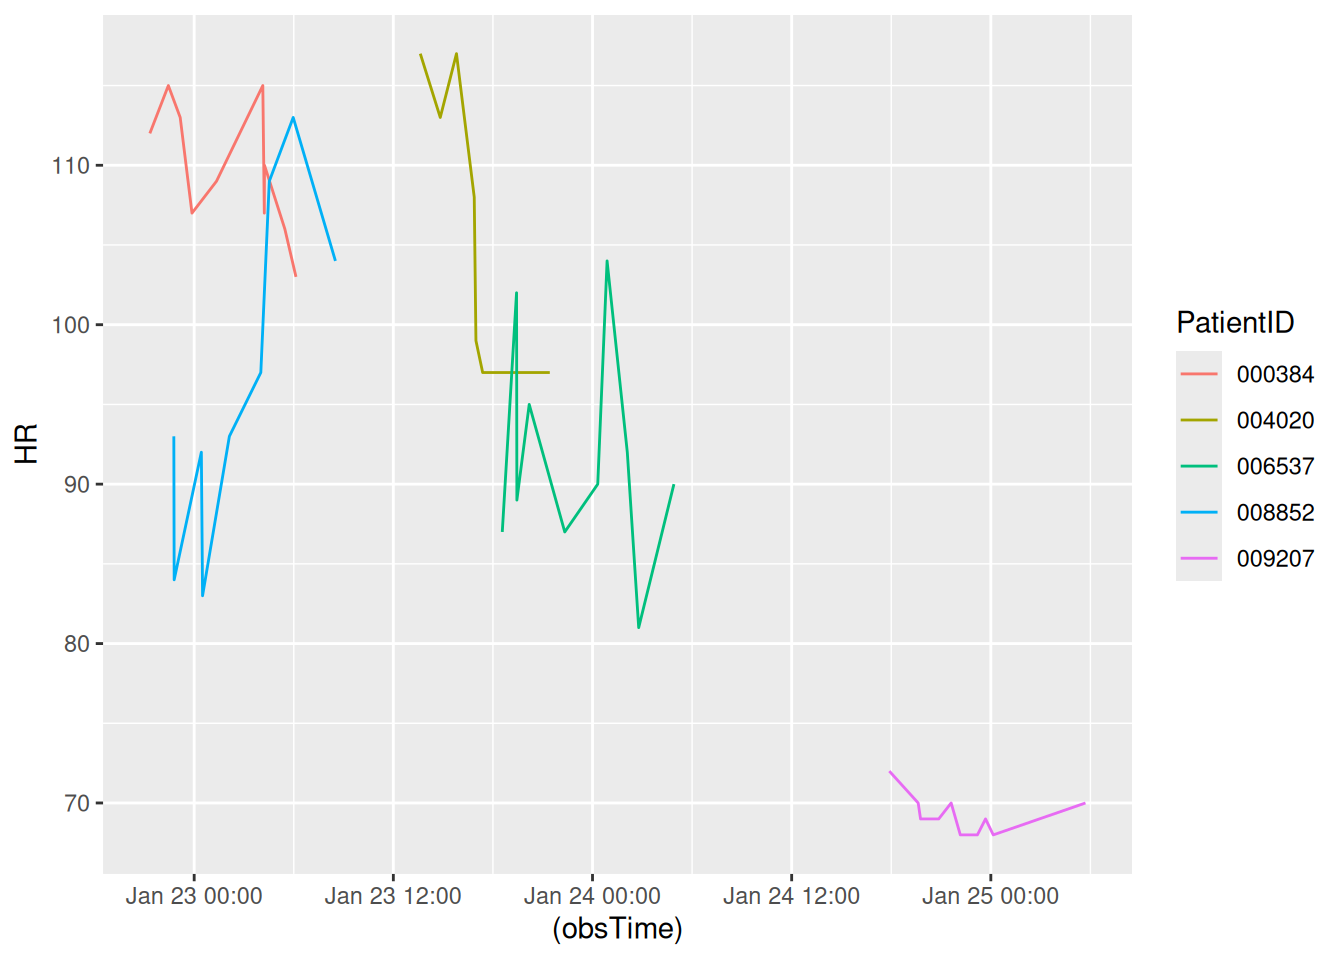 HR
110
100
90
80
70
Jan 23 00:00
Jan 23 12:00
Jan 24 00:00
Jan 24 12:00
Jan 25 00:00
(obsTime)
PatientID
000384
004020
006537
008852
009207